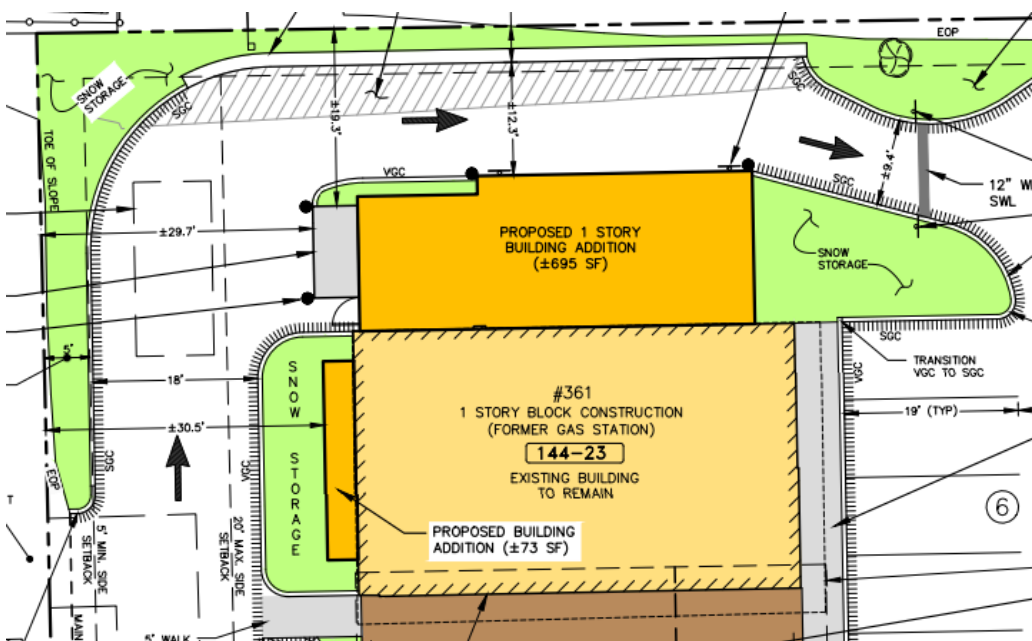 EOP
SNOW
STORAGE
SGC
SGC
±19.3'
±12.3'
TOE OF SLOPE
VGC
±9.4'
SGC
12" W
SWL
±29.7'
PROPOSED 1 STORY
BUILDING ADDITION
(±695 SF)
SNOW
STORAGE
SGC
TRANSITION
VGC TO SGC
VGC
5'
18'
SNOW STORAGE
#361
1 STORY BLOCK CONSTRUCTION
(FORMER GAS STATION)
144-23
EXISTING BUILDING
TO REMAIN
19' (TYP)
±30.5'
SGC
VGC
EOP
6
T
PROPOSED BUILDING
ADDITION (±73 SF)
5' MIN. SIDE
SETBACK
20' MAX. SIDE
SETBACK
MAIN
5' WALK